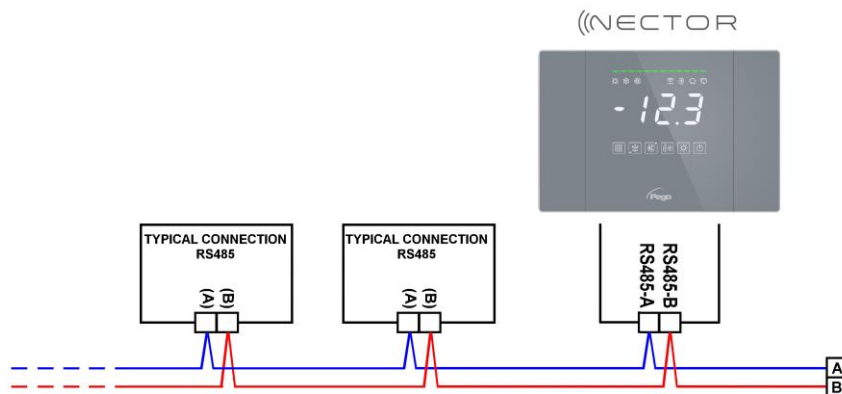 NECTOR
-12.3
Pego
TYPICAL CONNECTION
RS485
(A)
(B)
TYPICAL CONNECTION
RS485
(A)
(B)
RS485-A
RS485-B
A
B